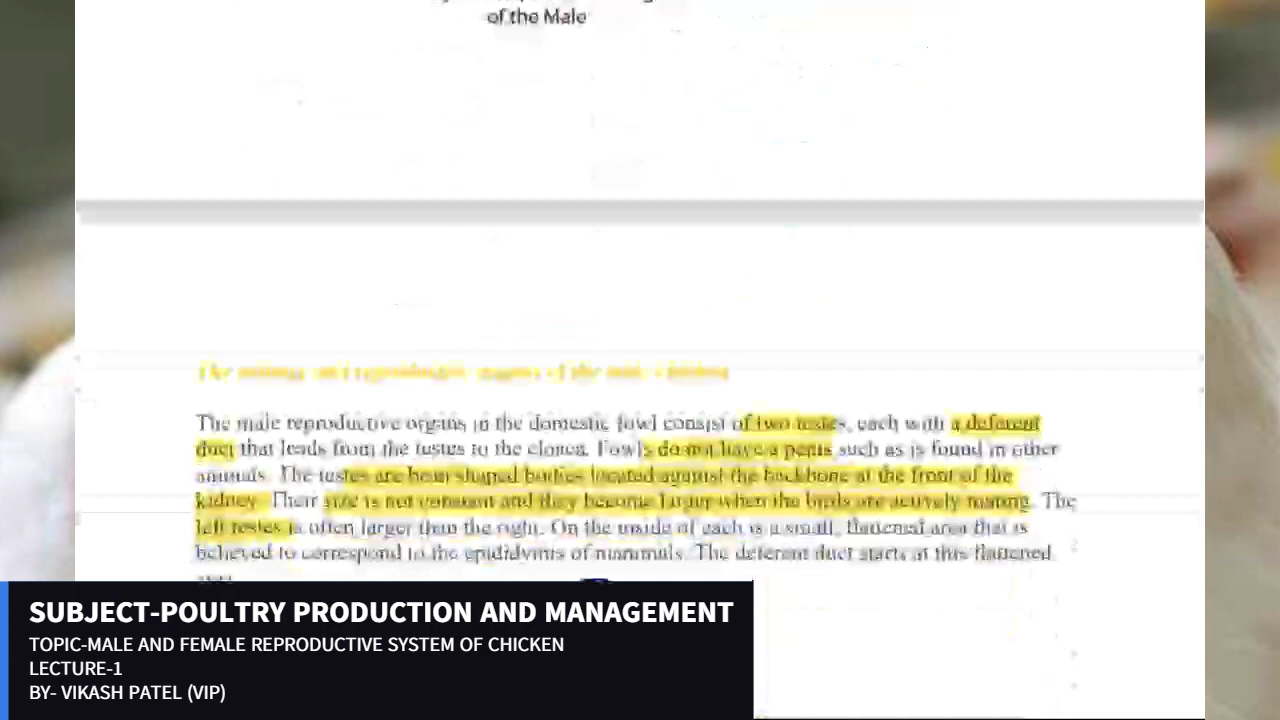 of the Male
The male reproductive organs in the domestic fowl consist of two testes, each with a deferent
duct that leads from the testes to the cloaca. Fowls do not have a penis such as is found in other
animals. The testes are bean shaped bodies located against the backbone at the front of the
kidney. Their size is not constant and they become larger when the birds are actively mating. The
left testes is often larger than the right. On the inside of each is a small, flattened area that is
believed to correspond to the epididymis of mammals. The deferent duct starts at this flattened
SUBJECT-POULTRY PRODUCTION AND MANAGEMENT
TOPIC-MALE AND FEMALE REPRODUCTIVE SYSTEM OF CHICKEN
LECTURE-1
BY- VIKASH PATEL (VIP)